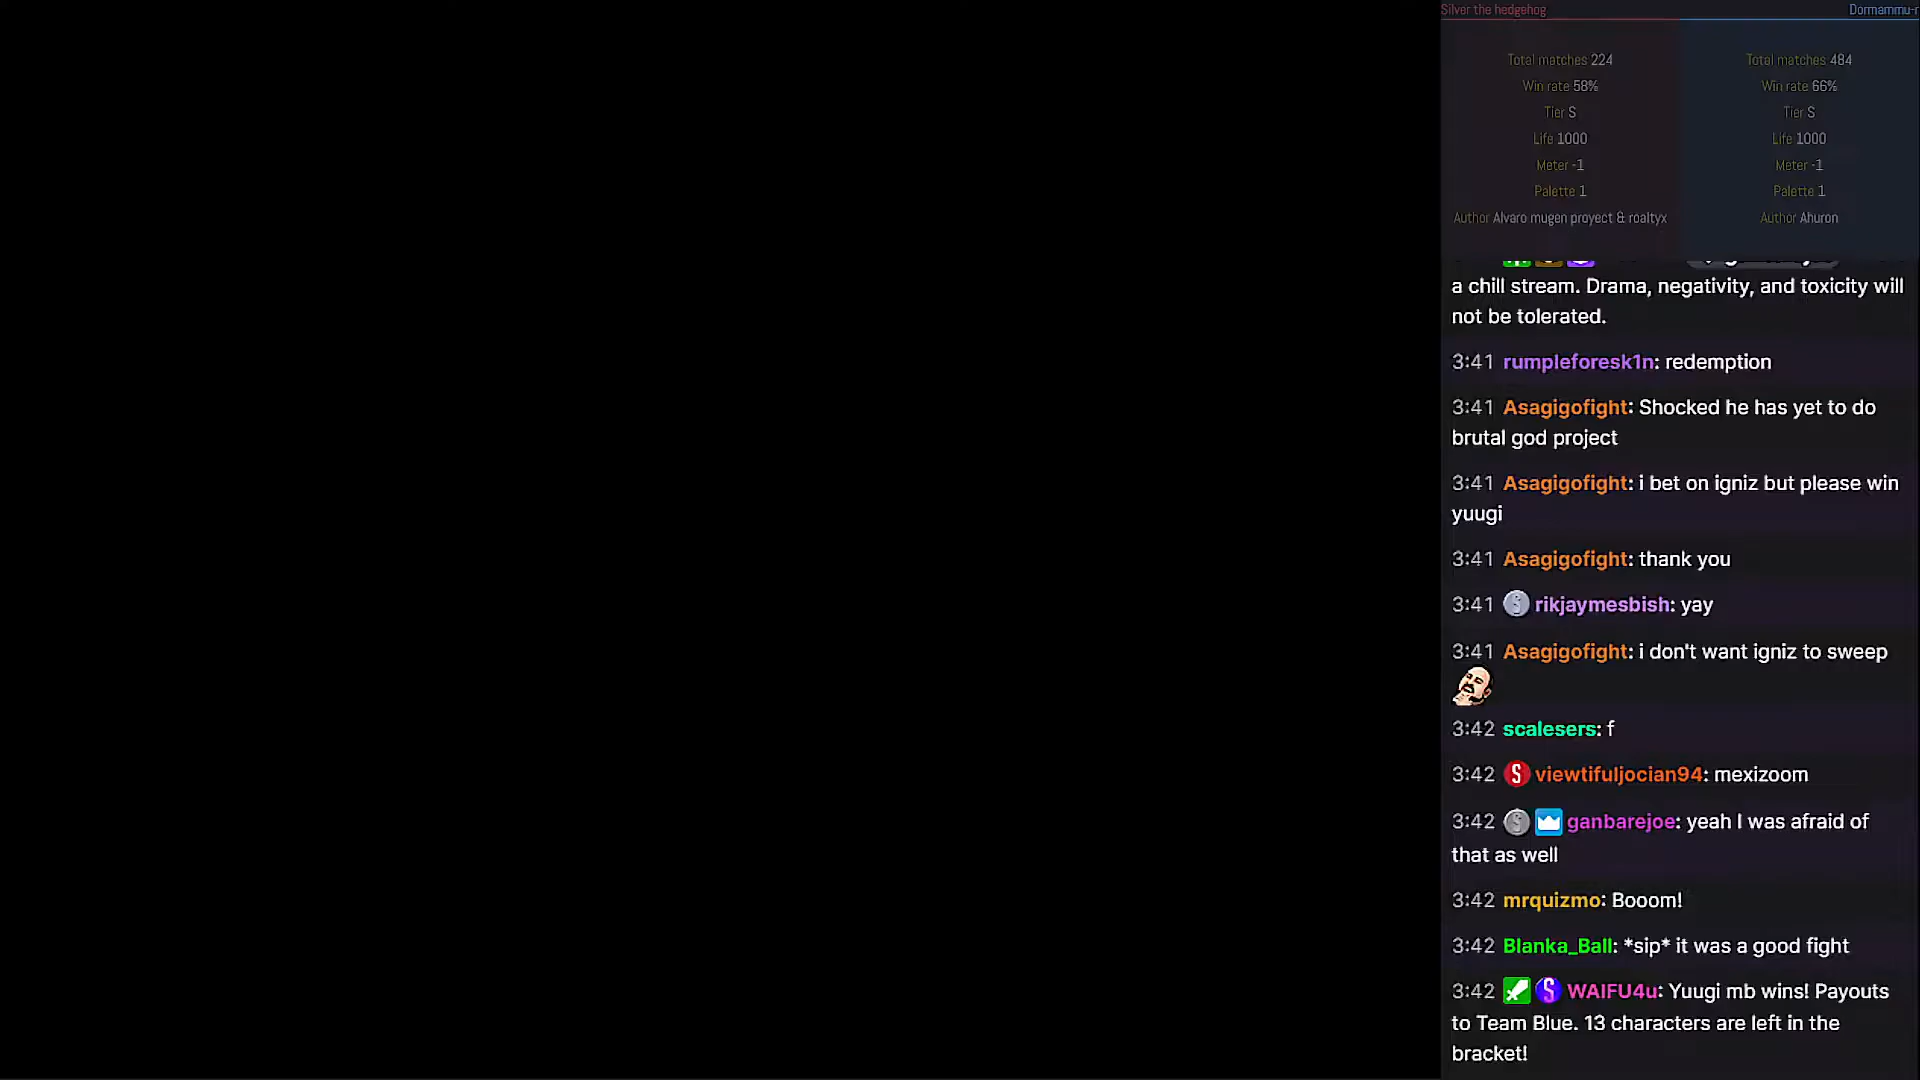 Silver the hedgehog
Dormammu-r
Total matches 224
Win rate 58%
Tier S
Life 1000
Meter -1
Palette 1
Author Alvaro mugen proyect & roaltyx
Total matches 484
Win rate 66%
Tier S
Life 1000
Meter -1
Palette 1
Author Ahuron
a chill stream. Drama, negativity, and toxicity will
not be tolerated.
3:41 rumpleforesk1n: redemption
3:41 Asagigofight: Shocked he has yet to do
brutal god project
3:41 Asagigofight: i bet on igniz but please win
yuugi
3:41 Asagigofight: thank you
3:41 rikjaymesbish: yay
3:41 Asagigofight: i don't want igniz to sweep
3:42 scalesers: f
3:42 viewtifuljocian94: mexizoom
3:42 ganbarejoe: yeah I was afraid of
that as well
3:42 mrquizmo: Booom!
3:42 Blanka_Ball: *sip* it was a good fight
3:42 WAIFU4u: Yuugi mb wins! Payouts
to Team Blue. 13 characters are left in the
bracket!